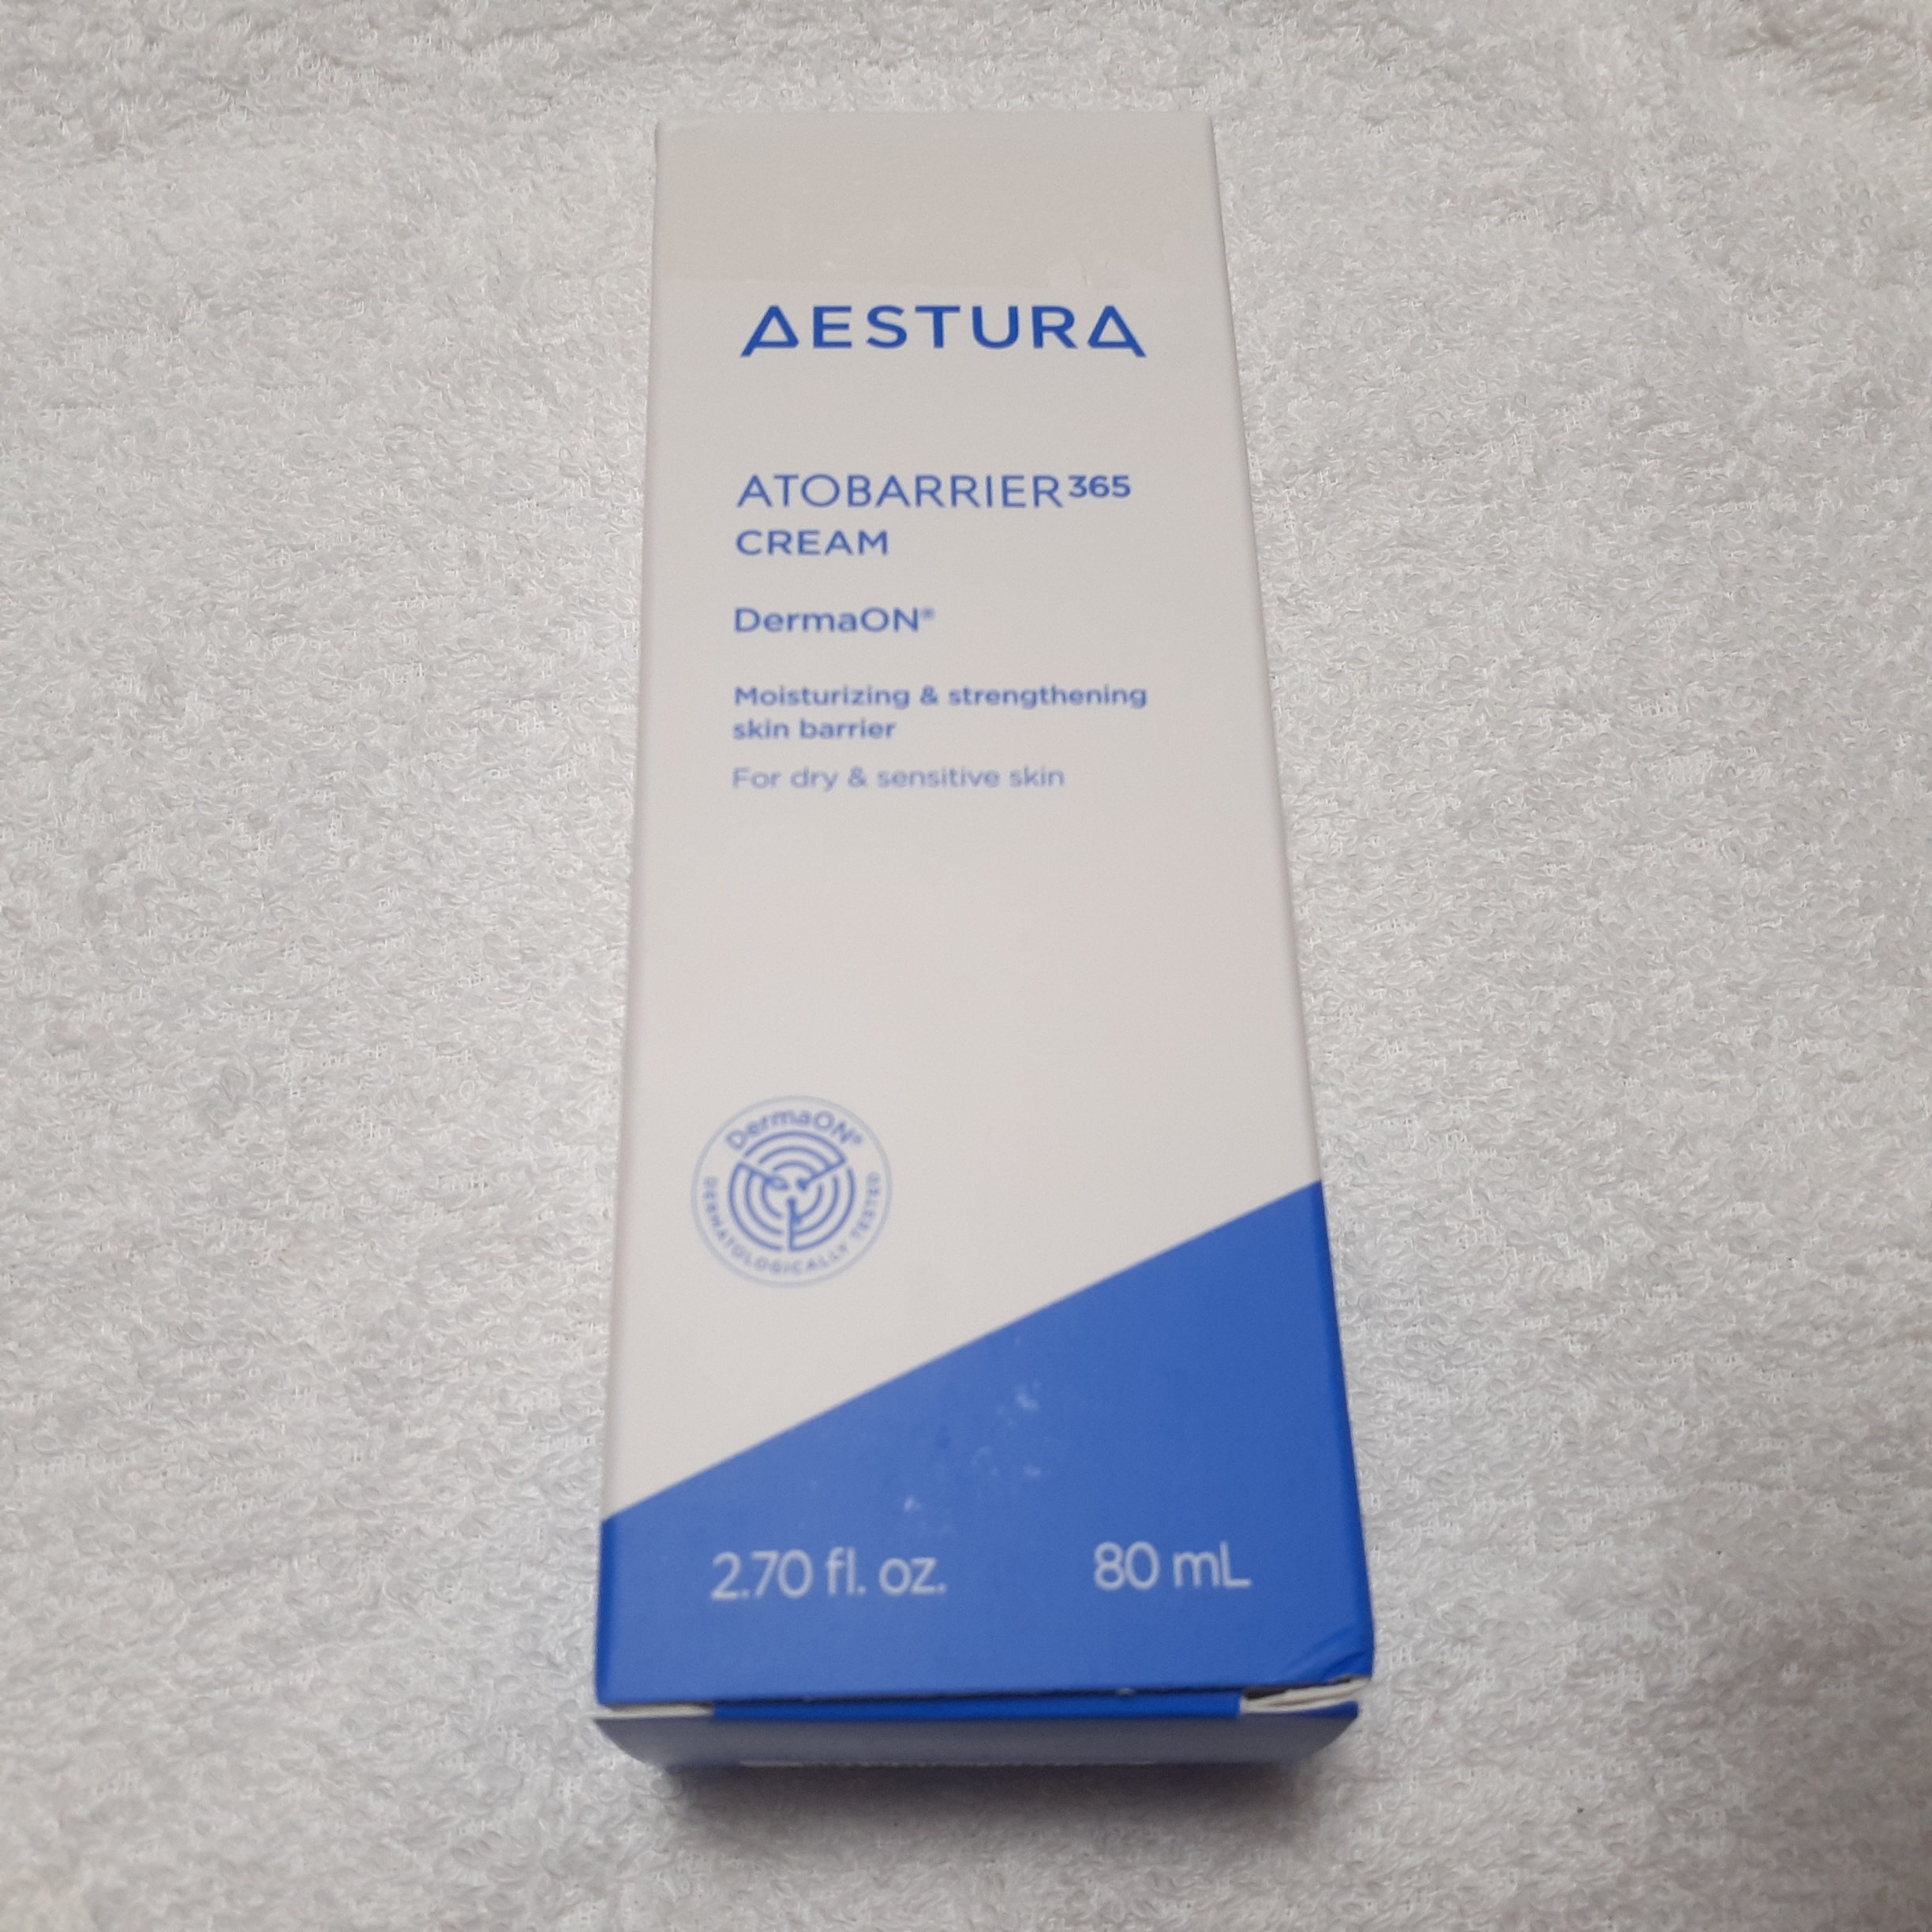 AESTURA
ATOBARRIER365
CREAM
DermaON®
Moisturizing & strengthening
skin barrier
For dry & sensitive skin
DermaON®
DERMATOLOGICALLY TESTED
2.70 fl. oz. 80 mL